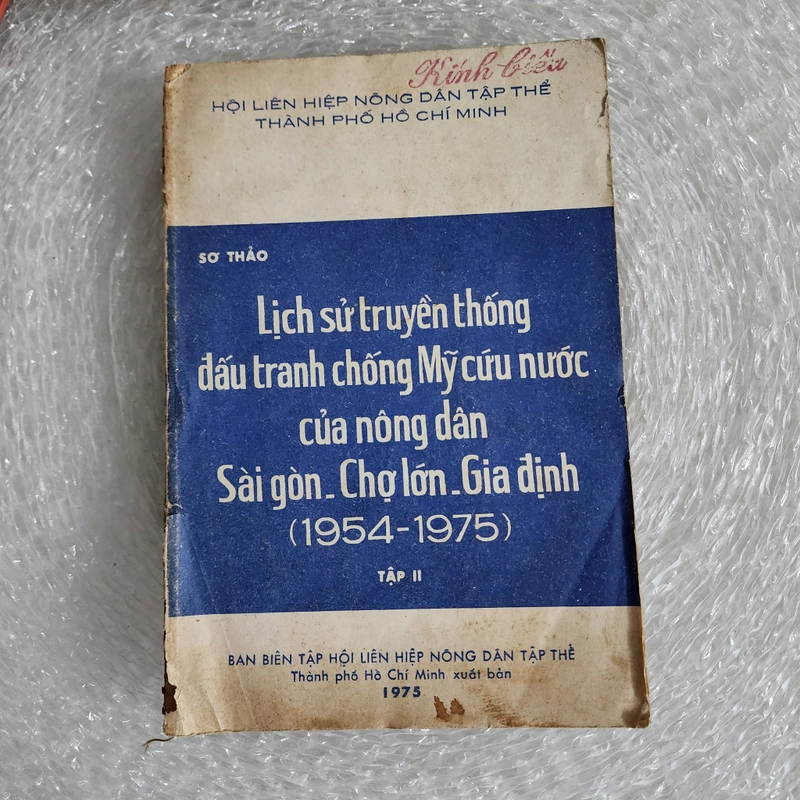 Kính biếu
HỘI LIÊN HIỆP NÔNG DÂN TẬP THỂ
THÀNH PHỐ HỒ CHÍ MINH
SƠ THẢO
Lịch sử truyền thống
đấu tranh chống Mỹ cứu nước
của nông dân
Sài gòn - Chợ lớn - Gia định
(1954-1975)
TẬP II
BAN BIÊN TẬP HỘI LIÊN HIỆP NÔNG DÂN TẬP THỂ
Thành phố Hồ Chí Minh xuất bản
1975